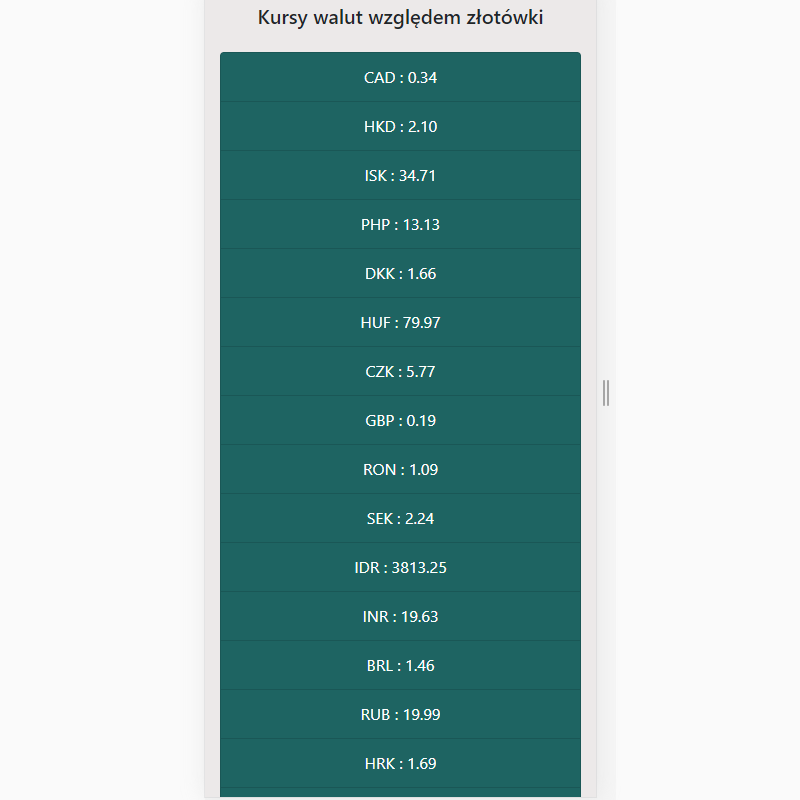 Kursy walut względem złotówki
CAD : 0.34
HKD : 2.10
ISK : 34.71
PHP : 13.13
DKK : 1.66
HUF : 79.97
CZK : 5.77
GBP : 0.19
RON : 1.09
SEK : 2.24
IDR : 3813.25
INR : 19.63
BRL : 1.46
RUB : 19.99
HRK : 1.69